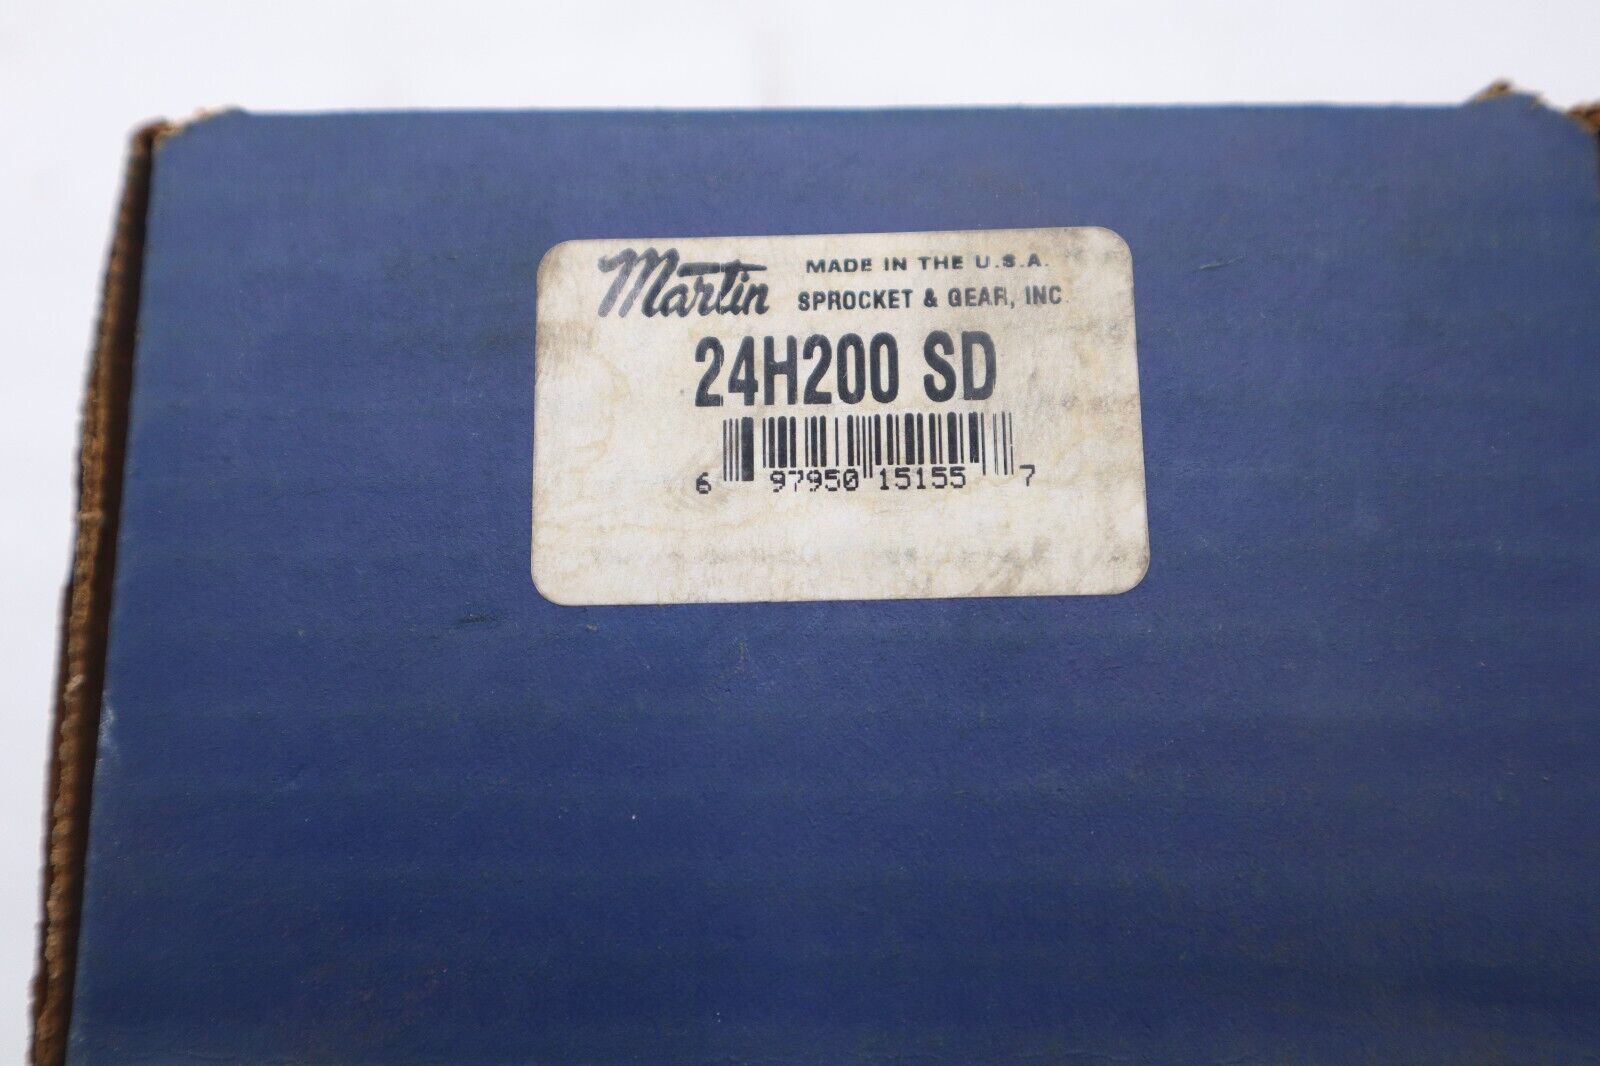 Martin MADE IN THE U.S.A.
SPROCKET & GEAR, INC.
24H200 SD
6 97950 15155 7